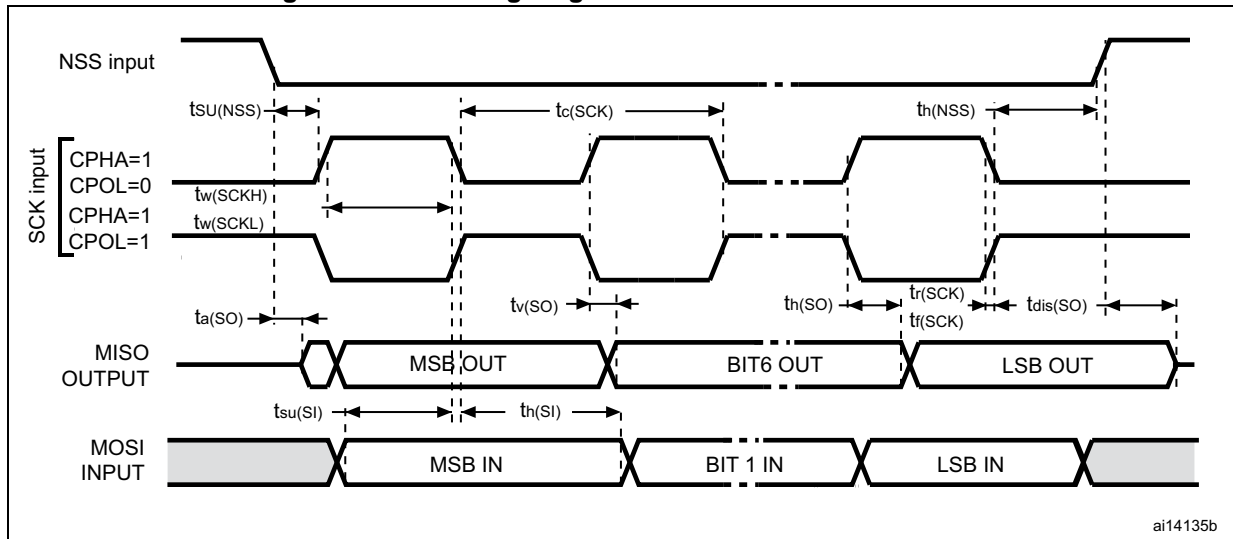 NSS input
tSU(NSS)
tc(SCK)
th(NSS)
SCK input
CPHA=1
CPOL=0
tw(SCKH)
CPHA=1
tw(SCKL)
CPOL=1
ta(SO)
tv(SO)
th(SO)
tr(SCK)
tf(SCK)
tdis(SO)
MISO
OUTPUT
MSB OUT
BIT6 OUT
LSB OUT
tsu(SI)
th(SI)
MOSI
INPUT
MSB IN
BIT 1 IN
LSB IN
ai14135b